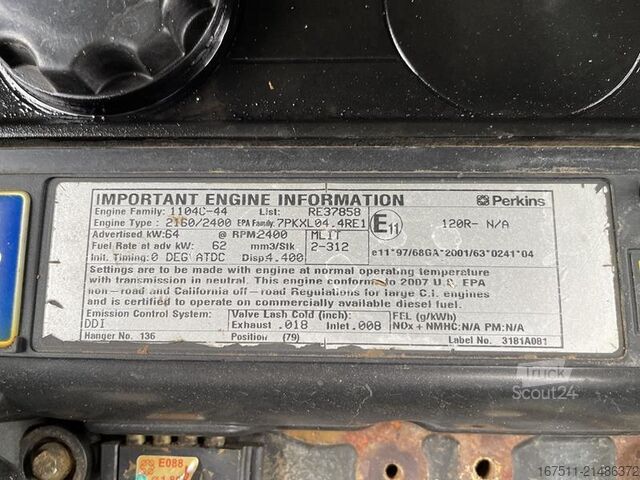 IMPORTANT ENGINE INFORMATION Perkins
Engine Family: 1104C-44 List: RE37858
Engine Type: 2160/2400 EPA Family: 7PKXL04.4RE1 E11 120R- N/A
Advertised kW: 64 @ RPM: 2400 MLIT
Fuel Rate at adv kW: 62 mm3/Stk 2-312 e11*97/68GA*2001/63*0241*04
Init. Timing: 0 DEG ATDC Disp 4.400
Settings are to be made with engine at normal operating temperature
with transmission in neutral. This engine conforms to 2007 U.S. EPA
non-road and California off-road Regulations for large C.I. engines
and is certified to operate on commercially available diesel fuel.
Emission Control System: Valve Lash Cold (inch): FEL (g/kWh)
DDI Exhaust .018 Inlet .008 NOx + NMHC: N/A PM: N/A
Hanger No. 136 Position (79) Label No. 3181A081
E088
Truck
Scout24
167511-21486372